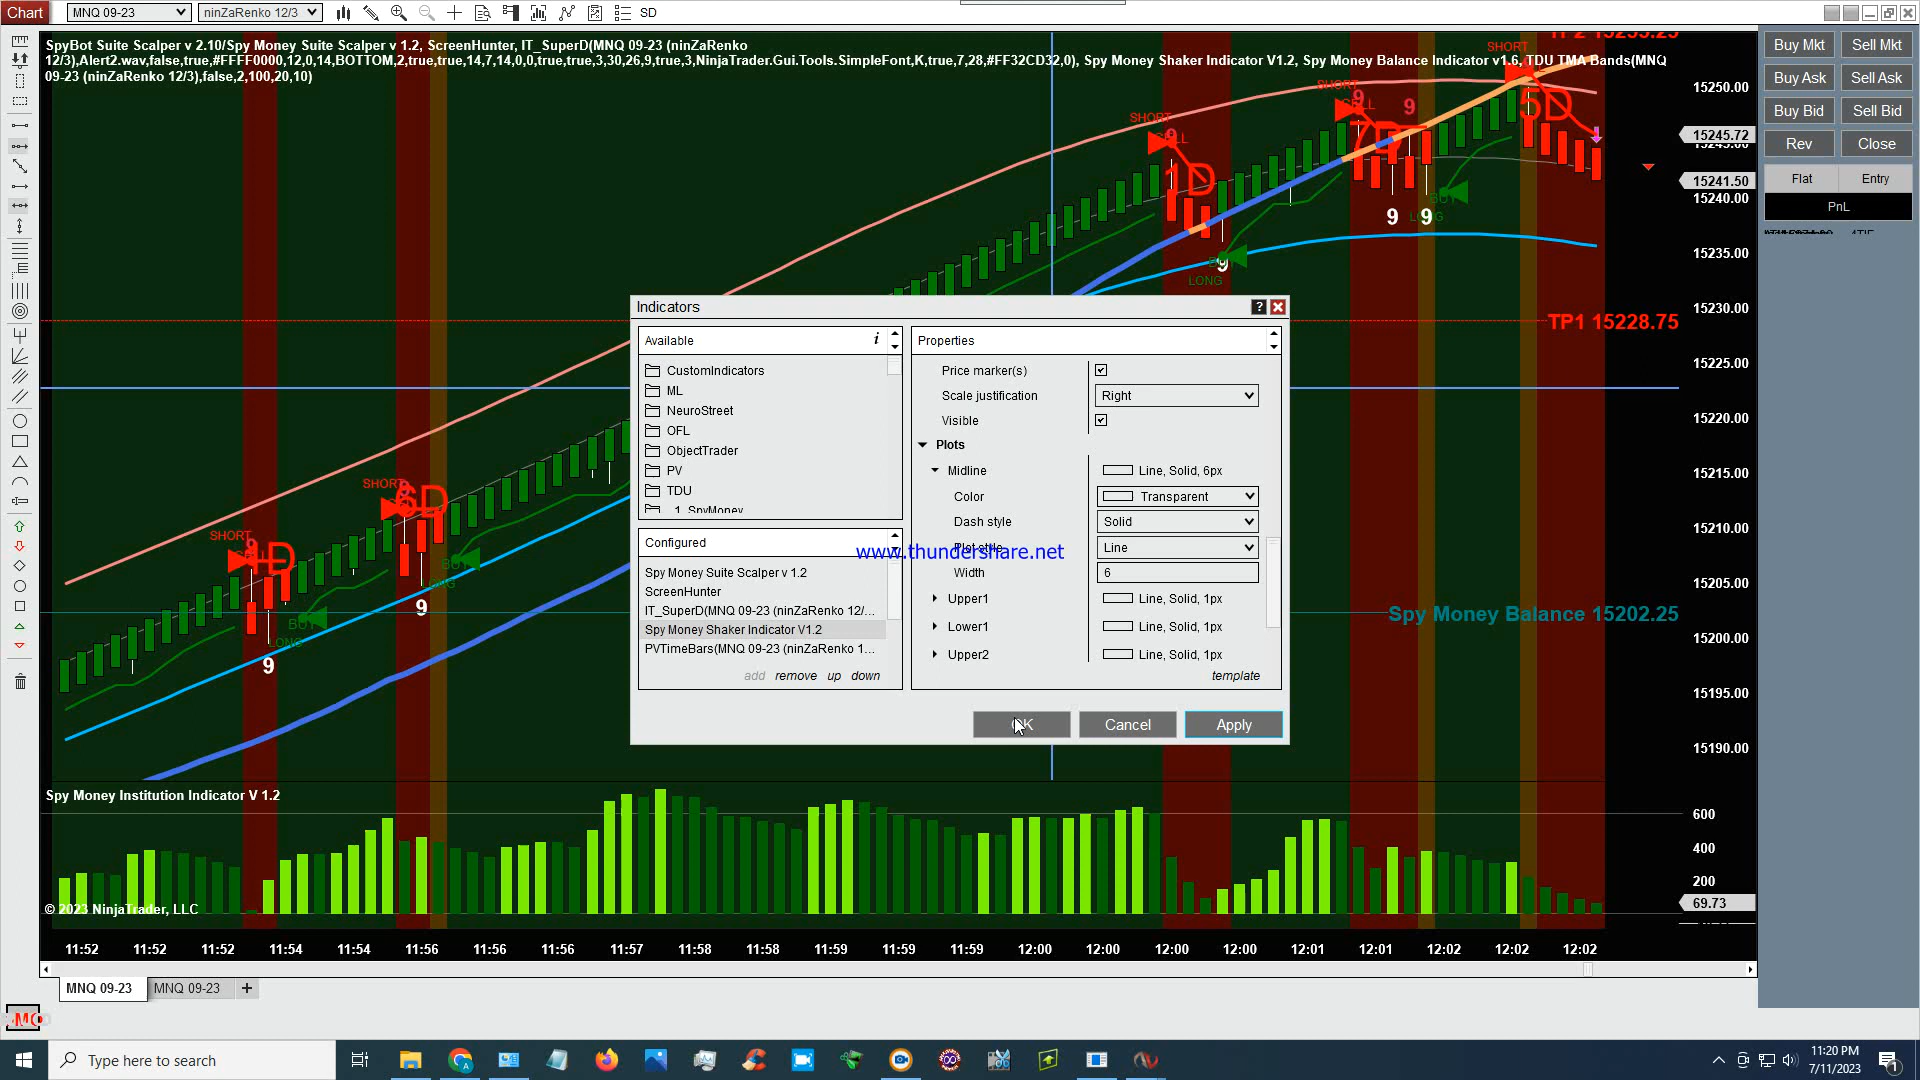 Chart
MNQ 09-23
ninZaRenko 12/3
SD
SpyBot Suite Scalper v 2.10/Spy Money Suite Scalper v 1.2, ScreenHunter, IT_SuperD(MNQ 09-23 (ninZaRenko
12/3),Alert2.wav,false,true,#FFFF0000,12,0,14,BOTTOM,2,true,true,14,7,14,0,0,true,true,3,30,26,9,true,3,NinjaTrader.Gui.Tools.SimpleFont,K,true,7,28,#FF32CD32,0), Spy Money Shaker Indicator V1.2, Spy Money Balance Indicator v1.6, TDU TMA Bands(MNQ
09-23 (ninZaRenko 12/3),false,2,100,20,10)
Buy Mkt
Sell Mkt
Buy Ask
Sell Ask
Buy Bid
Sell Bid
Rev
Close
Flat
Entry
PnL
15250.00
15245.72
15241.50
15240.00
15235.00
15230.00
15225.00
15220.00
15215.00
15210.00
15205.00
15200.00
15195.00
15190.00
TP1 15228.75
Spy Money Balance 15202.25
SHORT
5D
SHORT
9
9
SHORT
9
1D
9
LONG
9
9
SHORT
9
LONG
9
SHORT
9
LONG
9
Indicators
Available
i
CustomIndicators
ML
NeuroStreet
OFL
ObjectTrader
PV
TDU
_1_SpyMoney
Configured
Spy Money Suite Scalper v 1.2
ScreenHunter
IT_SuperD(MNQ 09-23 (ninZaRenko 12/...
Spy Money Shaker Indicator V1.2
PVTimeBars(MNQ 09-23 (ninZaRenko 1...
add remove up down
Properties
Price marker(s)
Scale justification
Right
Visible
Plots
Midline
Line, Solid, 6px
Color
Transparent
Dash style
Solid
Plot style
Line
Width
6
Upper1
Line, Solid, 1px
Lower1
Line, Solid, 1px
Upper2
Line, Solid, 1px
template
OK
Cancel
Apply
www.thundershare.net
Spy Money Institution Indicator V 1.2
600
400
200
69.73
© 2023 NinjaTrader, LLC
11:52 11:52 11:52 11:54 11:54 11:56 11:56 11:56 11:57 11:58 11:58 11:59 11:59 11:59 12:00 12:00 12:00 12:00 12:01 12:01 12:02 12:02 12:02
MNQ 09-23
MNQ 09-23
+
Type here to search
11:20 PM
7/11/2023
1